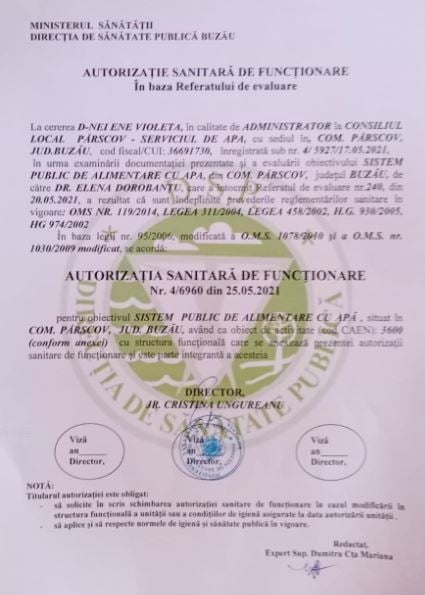 MINISTERUL SĂNĂTĂȚII
DIRECȚIA DE SĂNĂTATE PUBLICĂ BUZĂU
AUTORIZAȚIE SANITARĂ DE FUNCȚIONARE
În baza Referatului de evaluare
La cererea D-NEI ENE VIOLETA, în calitate de ADMINISTRATOR la CONSILIUL
LOCAL PÂRSCOV - SERVICIUL DE APA, cu sediul în, COM. PÂRSCOV,
JUD.BUZĂU, cod fiscal/CUI: 36691730, înregistrată sub nr. 4/ 5927/17.05.2021,
în urma examinării documentației prezentate și a evaluării obiectivului SISTEM
PUBLIC DE ALIMENTARE CU APA, din COM. PÂRSCOV, județul BUZĂU, de
către DR. ELENA DOROBANȚU, care a întocmit Referatul de evaluare nr.240, din
20.05.2021, a rezultat că sunt îndeplinite prevederile reglementărilor sanitare în
vigoare: OMS NR. 119/2014, LEGEA 311/2004, LEGEA 458/2002, H.G. 930/2005,
HG 974/2002
În baza legii nr. 95/2006, modificată a O.M.S. 1078/2010 și a O.M.S. nr.
1030/2009 modificat, se acordă:
AUTORIZAȚIA SANITARĂ DE FUNCȚIONARE
Nr. 4/6960 din 25.05.2021
pentru obiectivul SISTEM PUBLIC DE ALIMENTARE CU APĂ , situat în
COM. PÂRSCOV, JUD. BUZĂU, având ca obiect de activitate (cod CAEN): 3600
(conform anexei) cu structura funcțională care se anexează prezentei autorizații
sanitare de funcționare și este parte integrantă a acesteia
DIRECTOR,
JR. CRISTINA UNGUREANU
Viză Viză Viză
an_____ an_____ an_____
Director, Director, Director,
NOTĂ:
Titularul autorizației este obligat:
- să solicite în scris schimbarea autorizației sanitare de funcționare în cazul modificării în
structura funcțională a unității sau a condițiilor de igienă asigurate la data autorizării unității .
- să aplice și să respecte normele de igienă și sănătate publică în vigoare.
Redactat,
Expert Sup. Dumitru Cța Mariana
D.S.P.
DIRECȚIA DE SĂNĂTATE PUBLICĂ